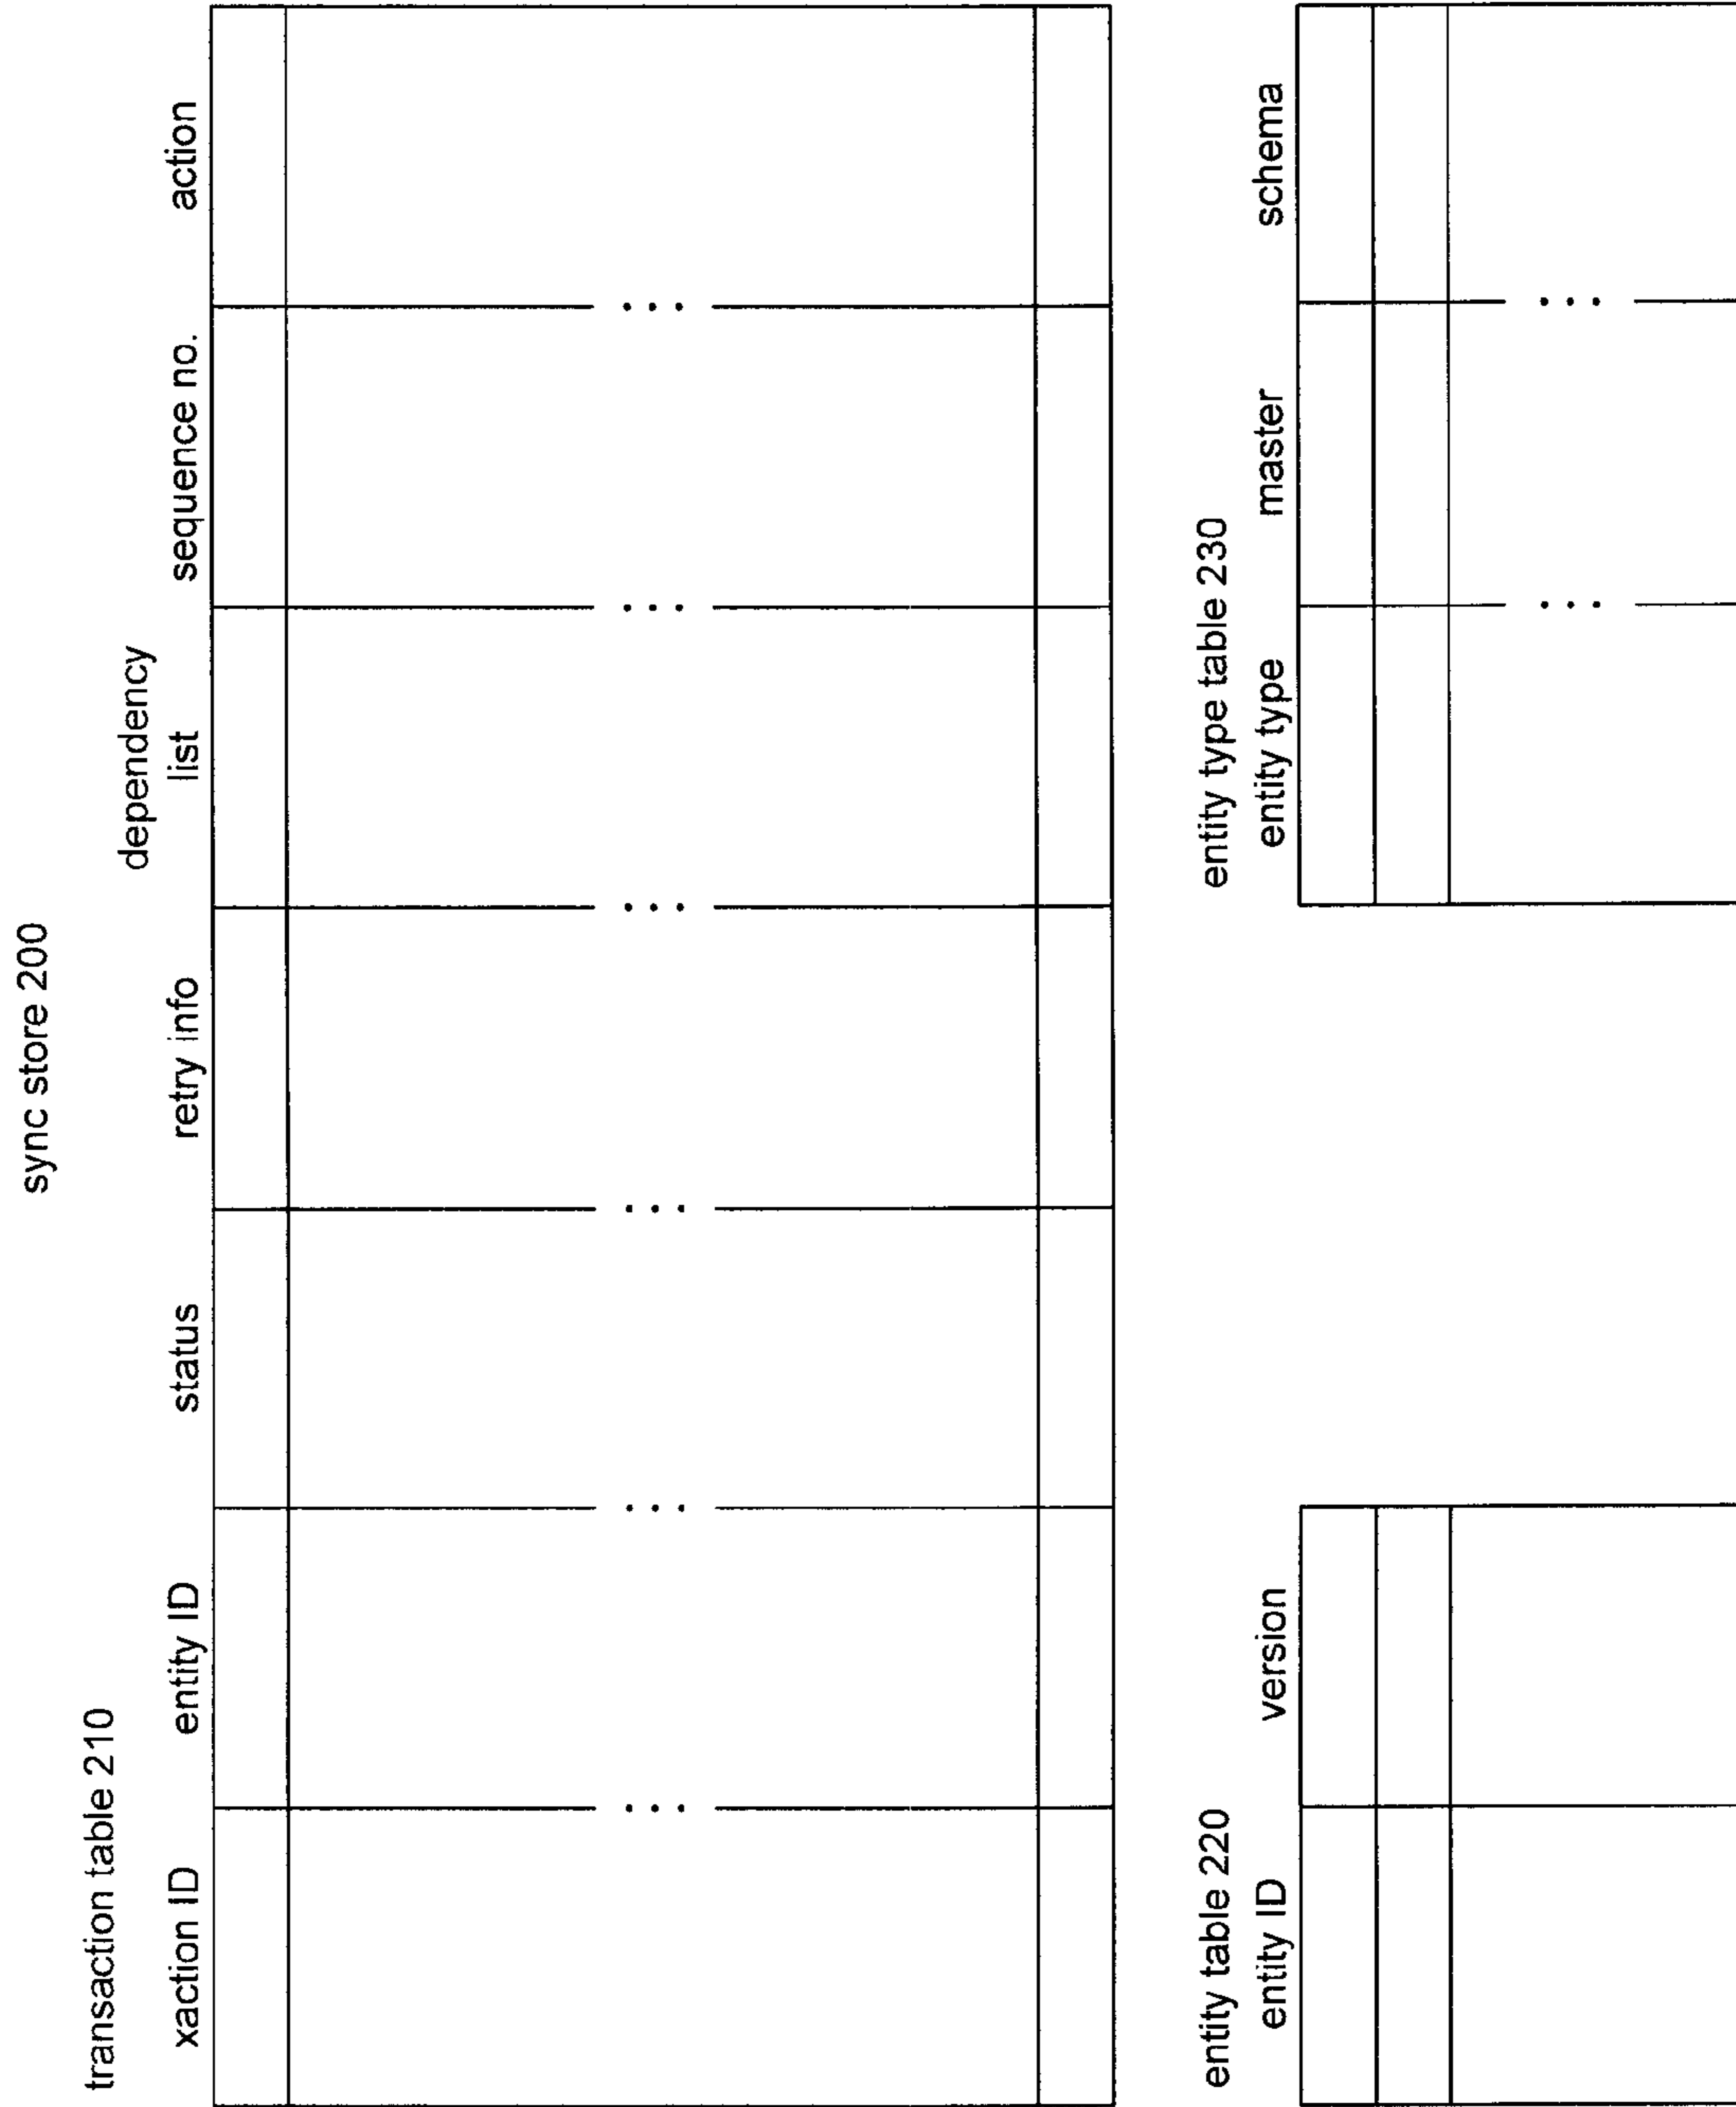 sync store 200
transaction table 210
dependency
xaction ID entity ID status retry info list sequence no. action
entity table 220 entity type table 230
entity ID version entity type master schema